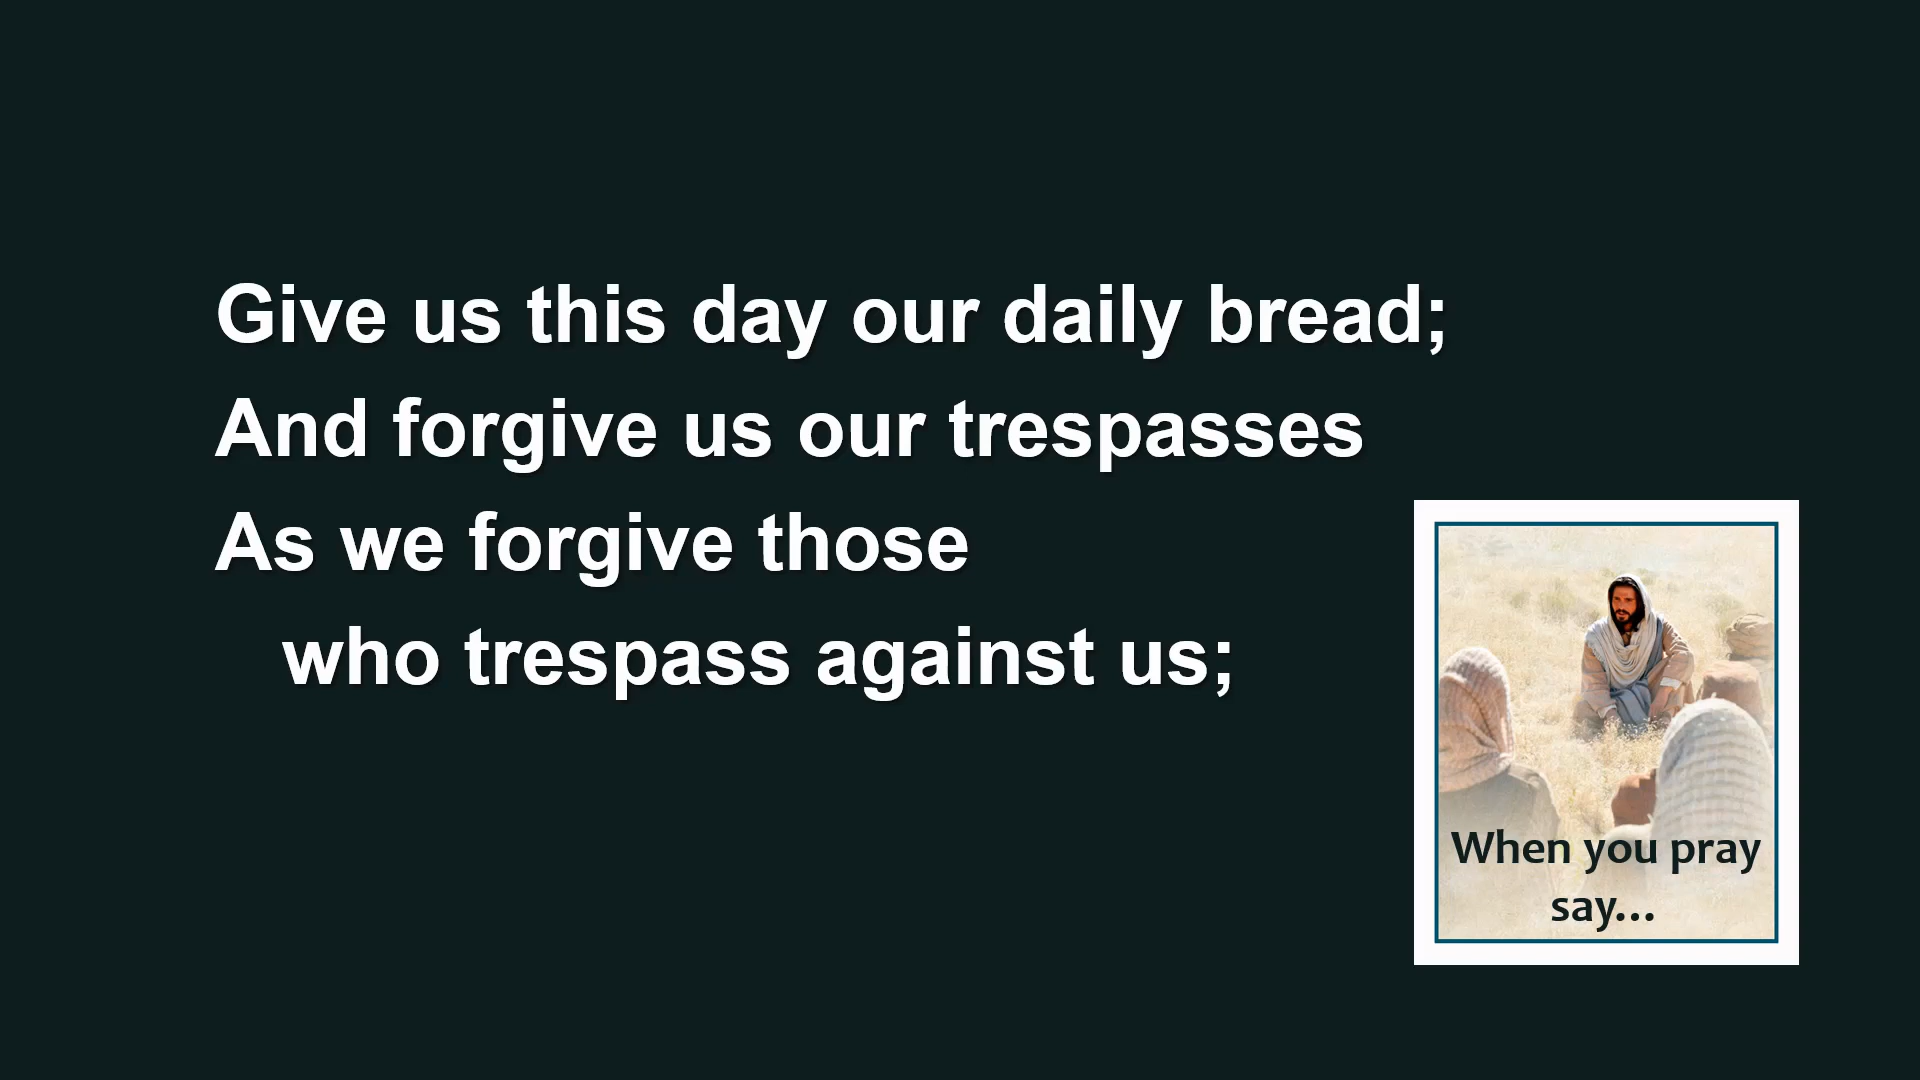 Give us this day our daily bread;
And forgive us our trespasses
As we forgive those
who trespass against us;
When you pray
say...